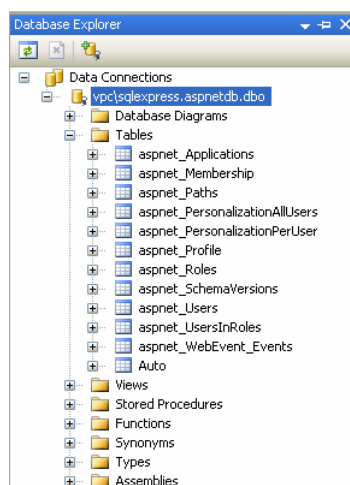 Database Explorer
Data Connections
vpc\sqlexpress.aspnetdb.dbo
Database Diagrams
Tables
aspnet_Applications
aspnet_Membership
aspnet_Paths
aspnet_PersonalizationAllUsers
aspnet_PersonalizationPerUser
aspnet_Profile
aspnet_Roles
aspnet_SchemaVersions
aspnet_Users
aspnet_UsersInRoles
aspnet_WebEvent_Events
Auto
Views
Stored Procedures
Functions
Synonyms
Types
Assemblies